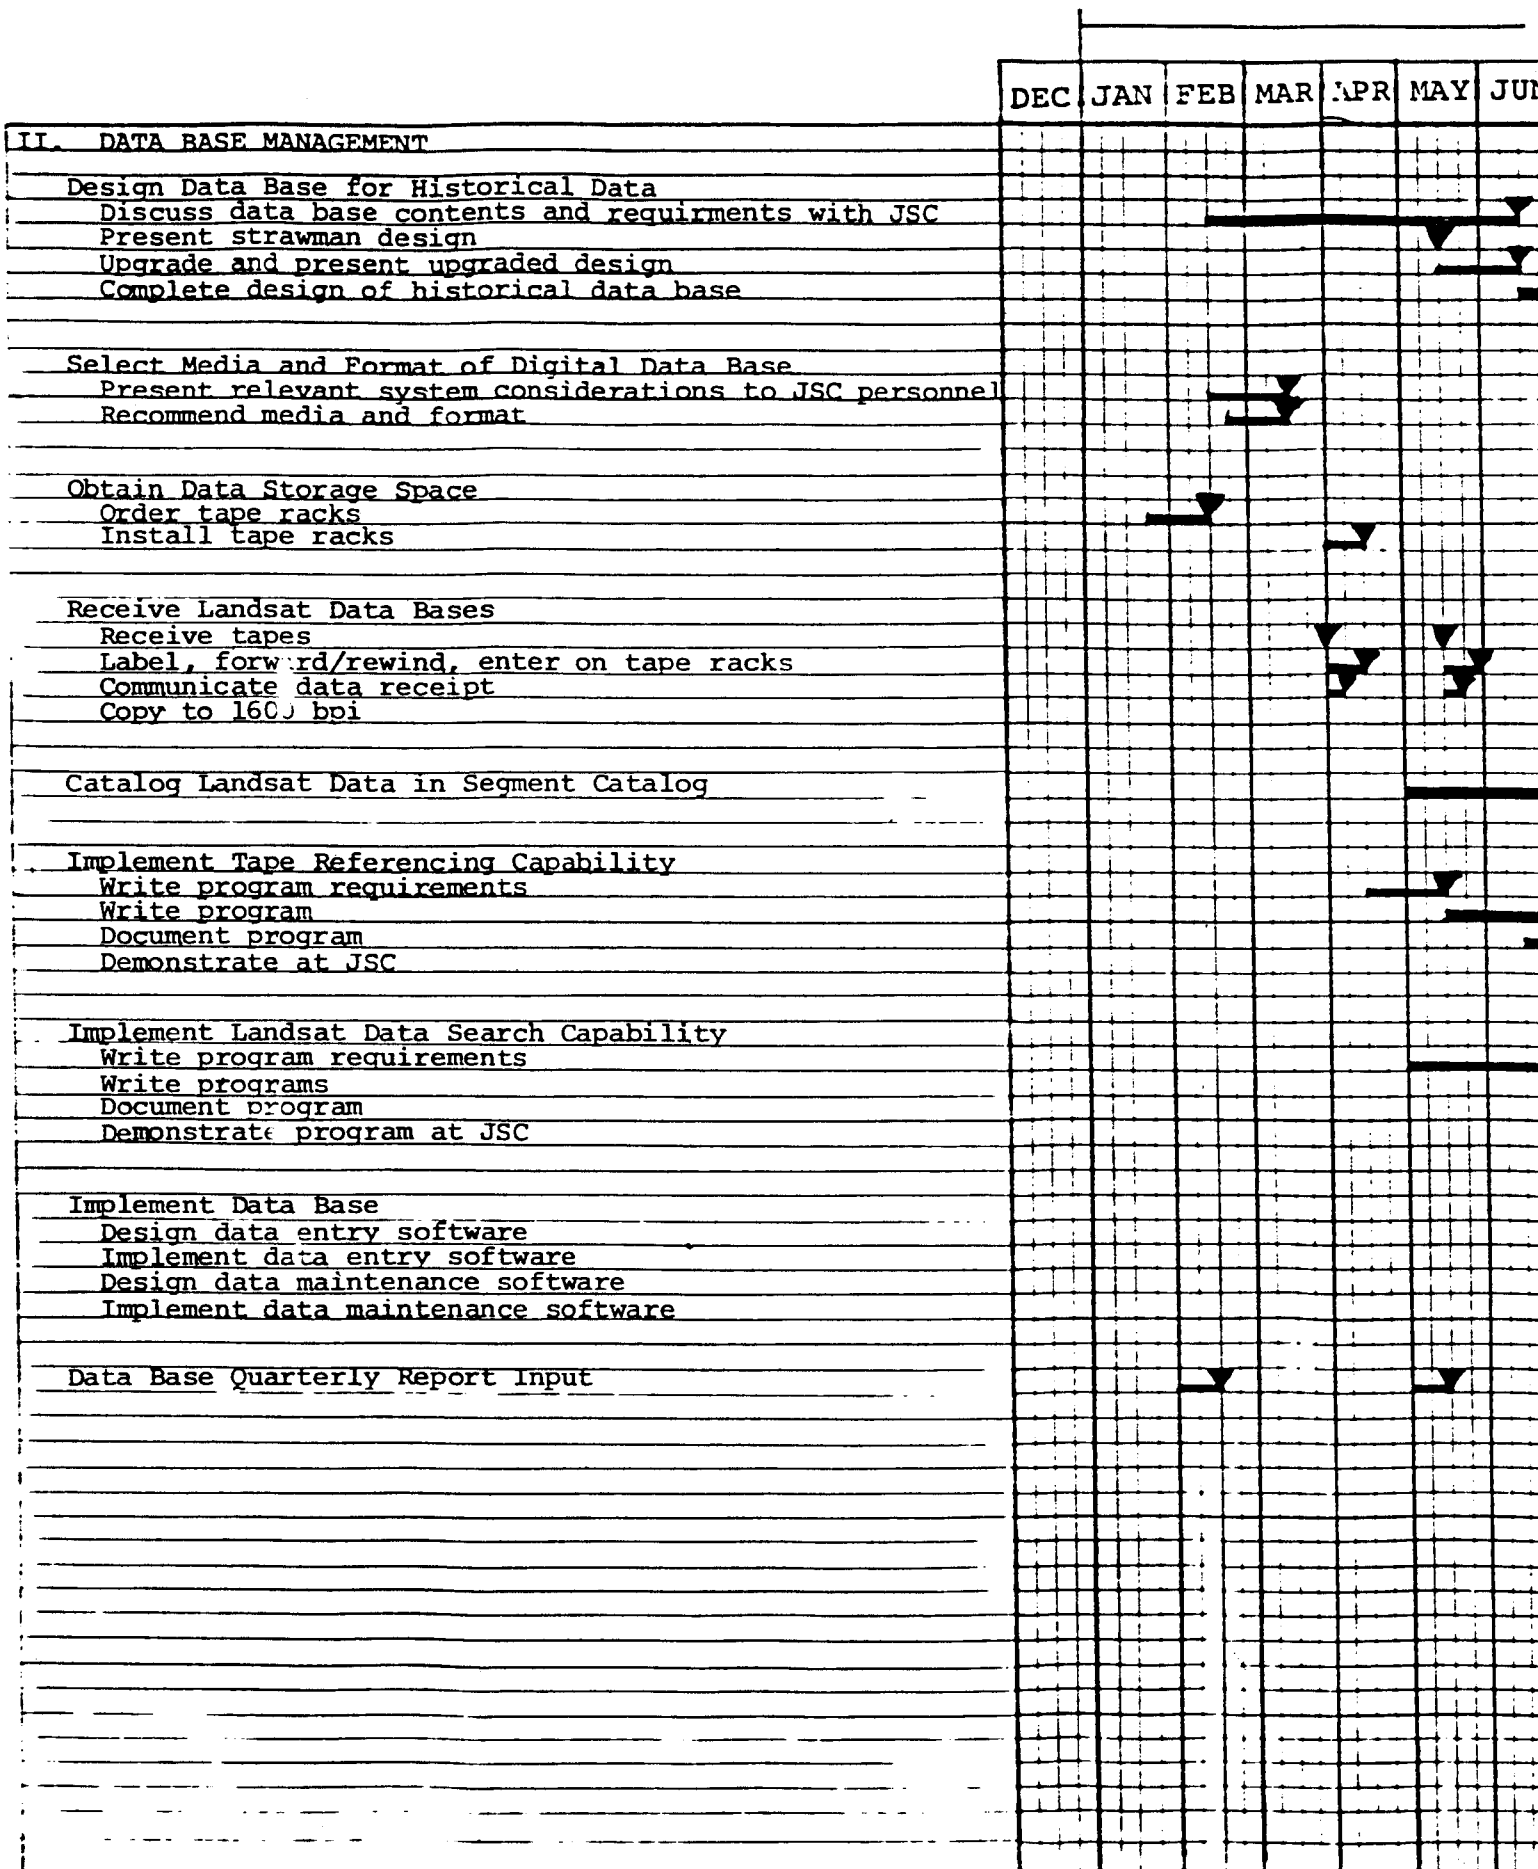 DEC JAN FEB MAR APR MAY JUN
II. DATA BASE MANAGEMENT
Design Data Base for Historical Data
Discuss data base contents and requirments with JSC
Present strawman design
Upgrade and present upgraded design
Complete design of historical data base
Select Media and Format of Digital Data Base
Present relevant system considerations to JSC personnel
Recommend media and format
Obtain Data Storage Space
Order tape racks
Install tape racks
Receive Landsat Data Bases
Receive tapes
Label, forw rd/rewind, enter on tape racks
Communicate data receipt
Copy to 1600 bpi
Catalog Landsat Data in Segment Catalog
Implement Tape Referencing Capability
Write program requirements
Write program
Document program
Demonstrate at JSC
Implement Landsat Data Search Capability
Write program requirements
Write programs
Document program
Demonstrate program at JSC
Implement Data Base
Design data entry software
Implement data entry software
Design data maintenance software
Implement data maintenance software
Data Base Quarterly Report Input